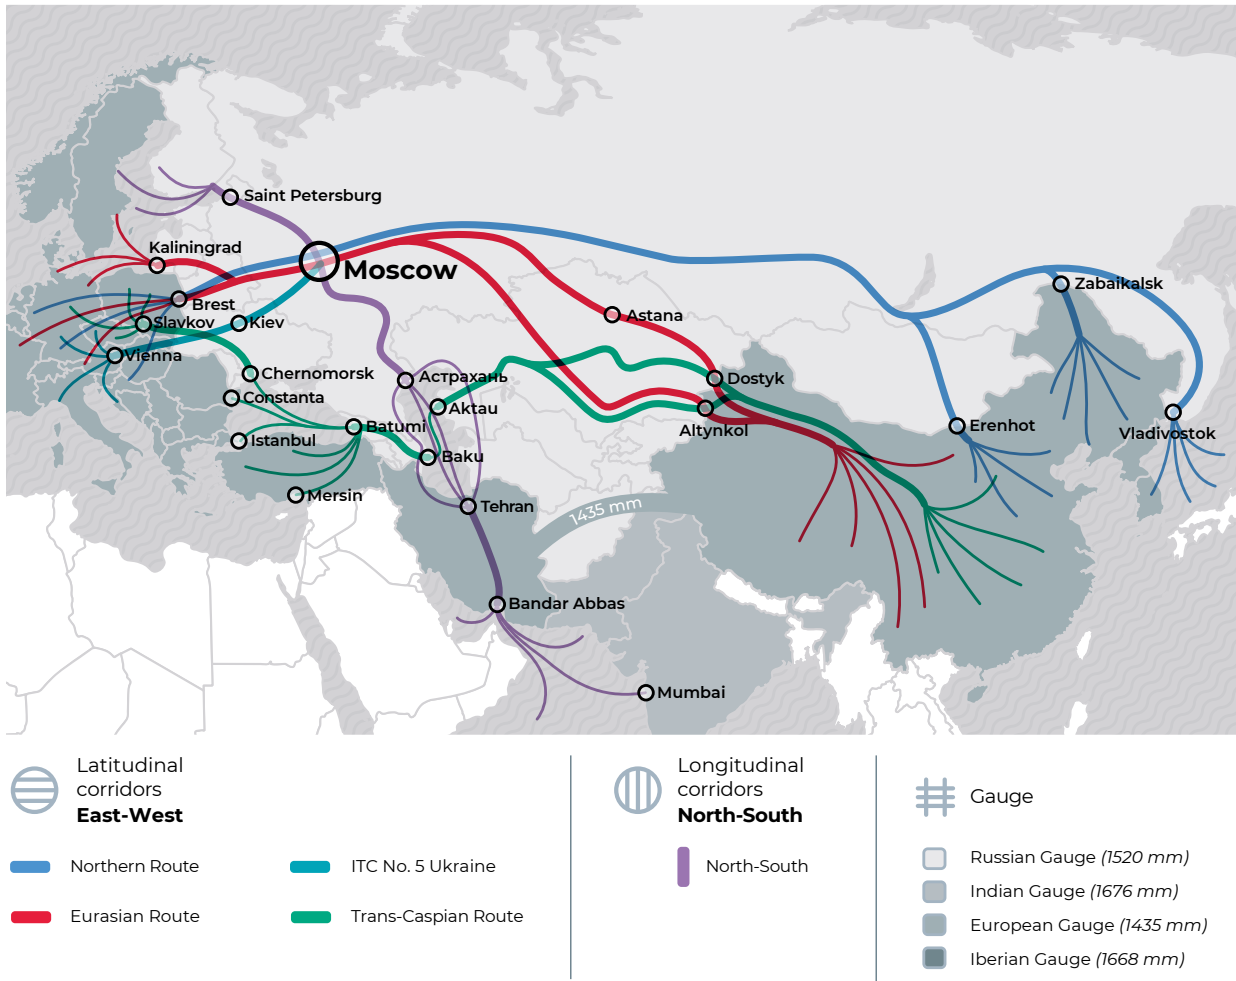 Saint Petersburg
Kaliningrad
Moscow
Brest
Zabaikalsk
Slavkov
Kiev
Astana
Vienna
Chernomorsk
Астрахань
Dostyk
Constanta
Aktau
Altynkol
Erenhot
Vladivostok
Istanbul
Batumi
Baku
Mersin
Tehran
1435 mm
Bandar Abbas
Mumbai
Latitudinal
corridors
East-West
Northern Route
ITC No. 5 Ukraine
Eurasian Route
Trans-Caspian Route
Longitudinal
corridors
North-South
North-South
Gauge
Russian Gauge (1520 mm)
Indian Gauge (1676 mm)
European Gauge (1435 mm)
Iberian Gauge (1668 mm)